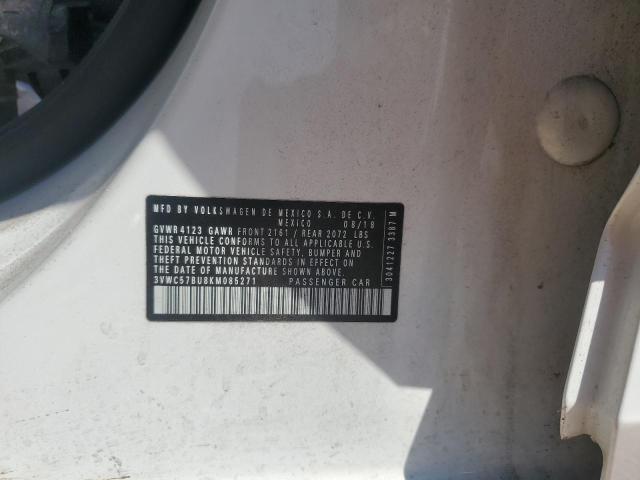 MFD BY VOLKSWAGEN DE MEXICO S.A. DE C.V.
MEXICO 08/18
GVWR 4123 GAWR FRONT 2161 / REAR 2072 LBS
THIS VEHICLE CONFORMS TO ALL APPLICABLE U.S.
FEDERAL MOTOR VEHICLE SAFETY, BUMPER AND
THEFT PREVENTION STANDARDS IN EFFECT ON
THE DATE OF MANUFACTURE SHOWN ABOVE.
3VWC57BU8KM085271 PASSENGER CAR
3041227 3387 M